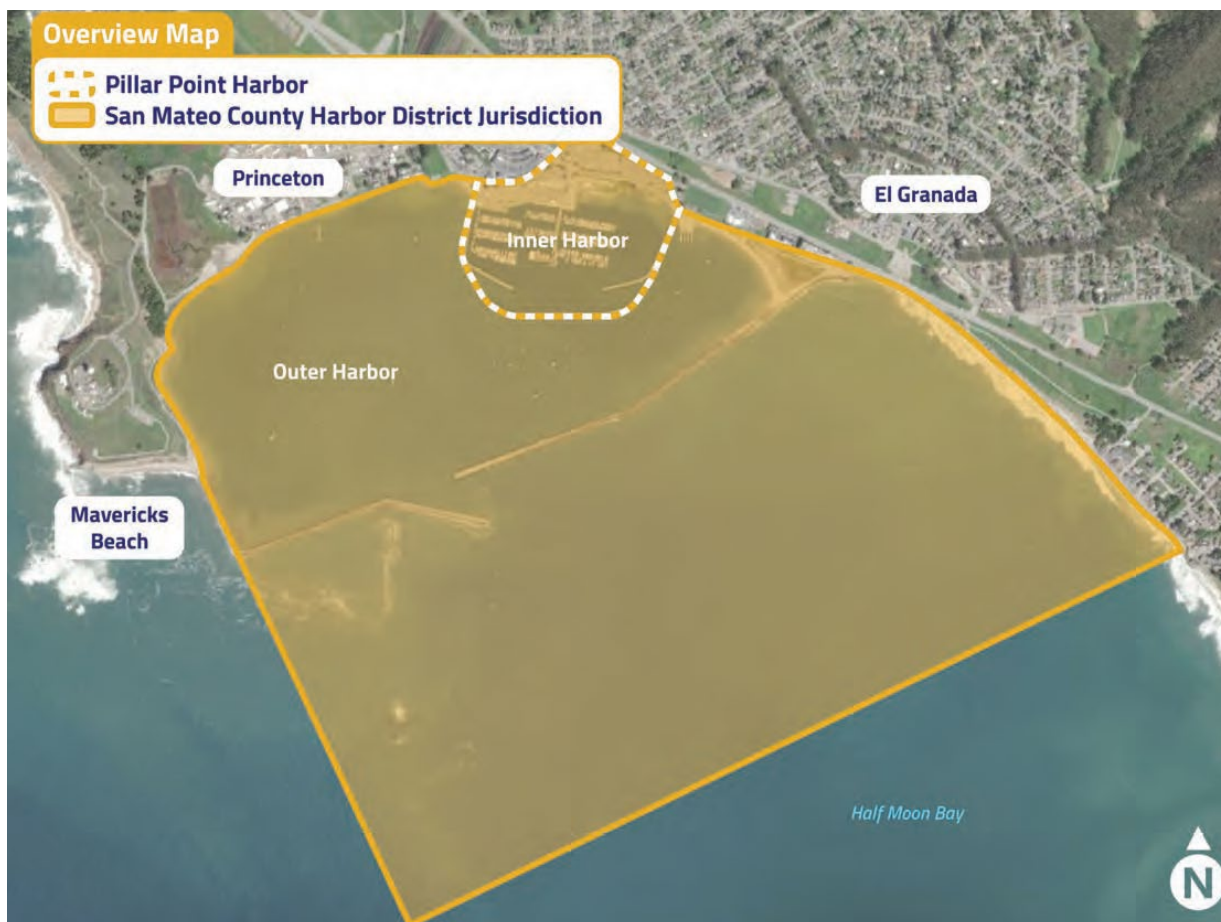 Overview Map
Pillar Point Harbor
San Mateo County Harbor District Jurisdiction
Princeton
El Granada
Inner Harbor
Outer Harbor
Mavericks
Beach
Half Moon Bay
N